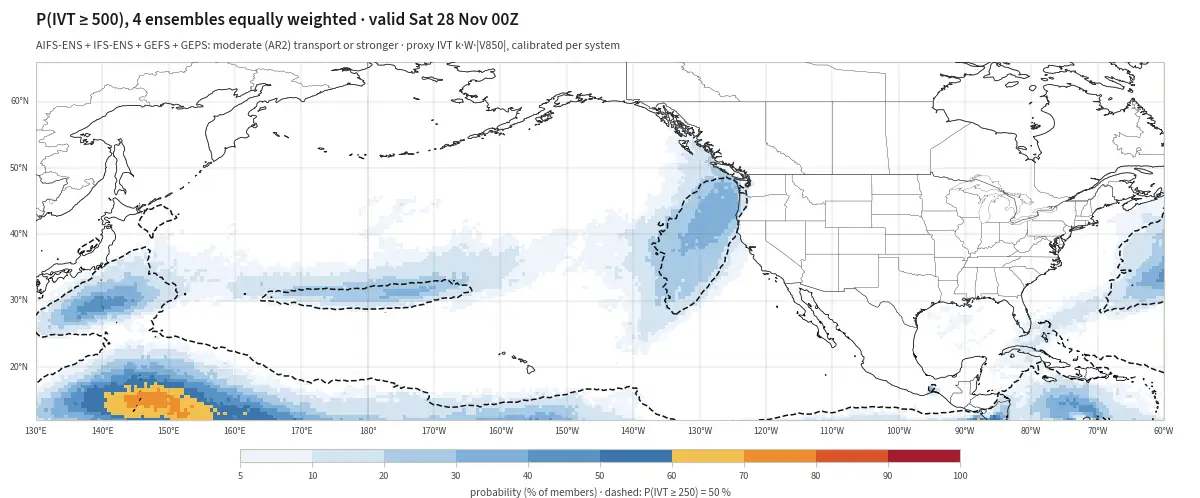 P(IVT ≥ 500), 4 ensembles equally weighted · valid Sat 28 Nov 00Z
AIFS-ENS + IFS-ENS + GEFS + GEPS: moderate (AR2) transport or stronger · proxy IVT k·W·|V850|, calibrated per system
60°N
50°N
40°N
30°N
20°N
130°E 140°E 150°E 160°E 170°E 180° 170°W 160°W 150°W 140°W 130°W 120°W 110°W 100°W 90°W 80°W 70°W 60°W
5 10 20 30 40 50 60 70 80 90 100
probability (% of members) · dashed: P(IVT ≥ 250) = 50 %